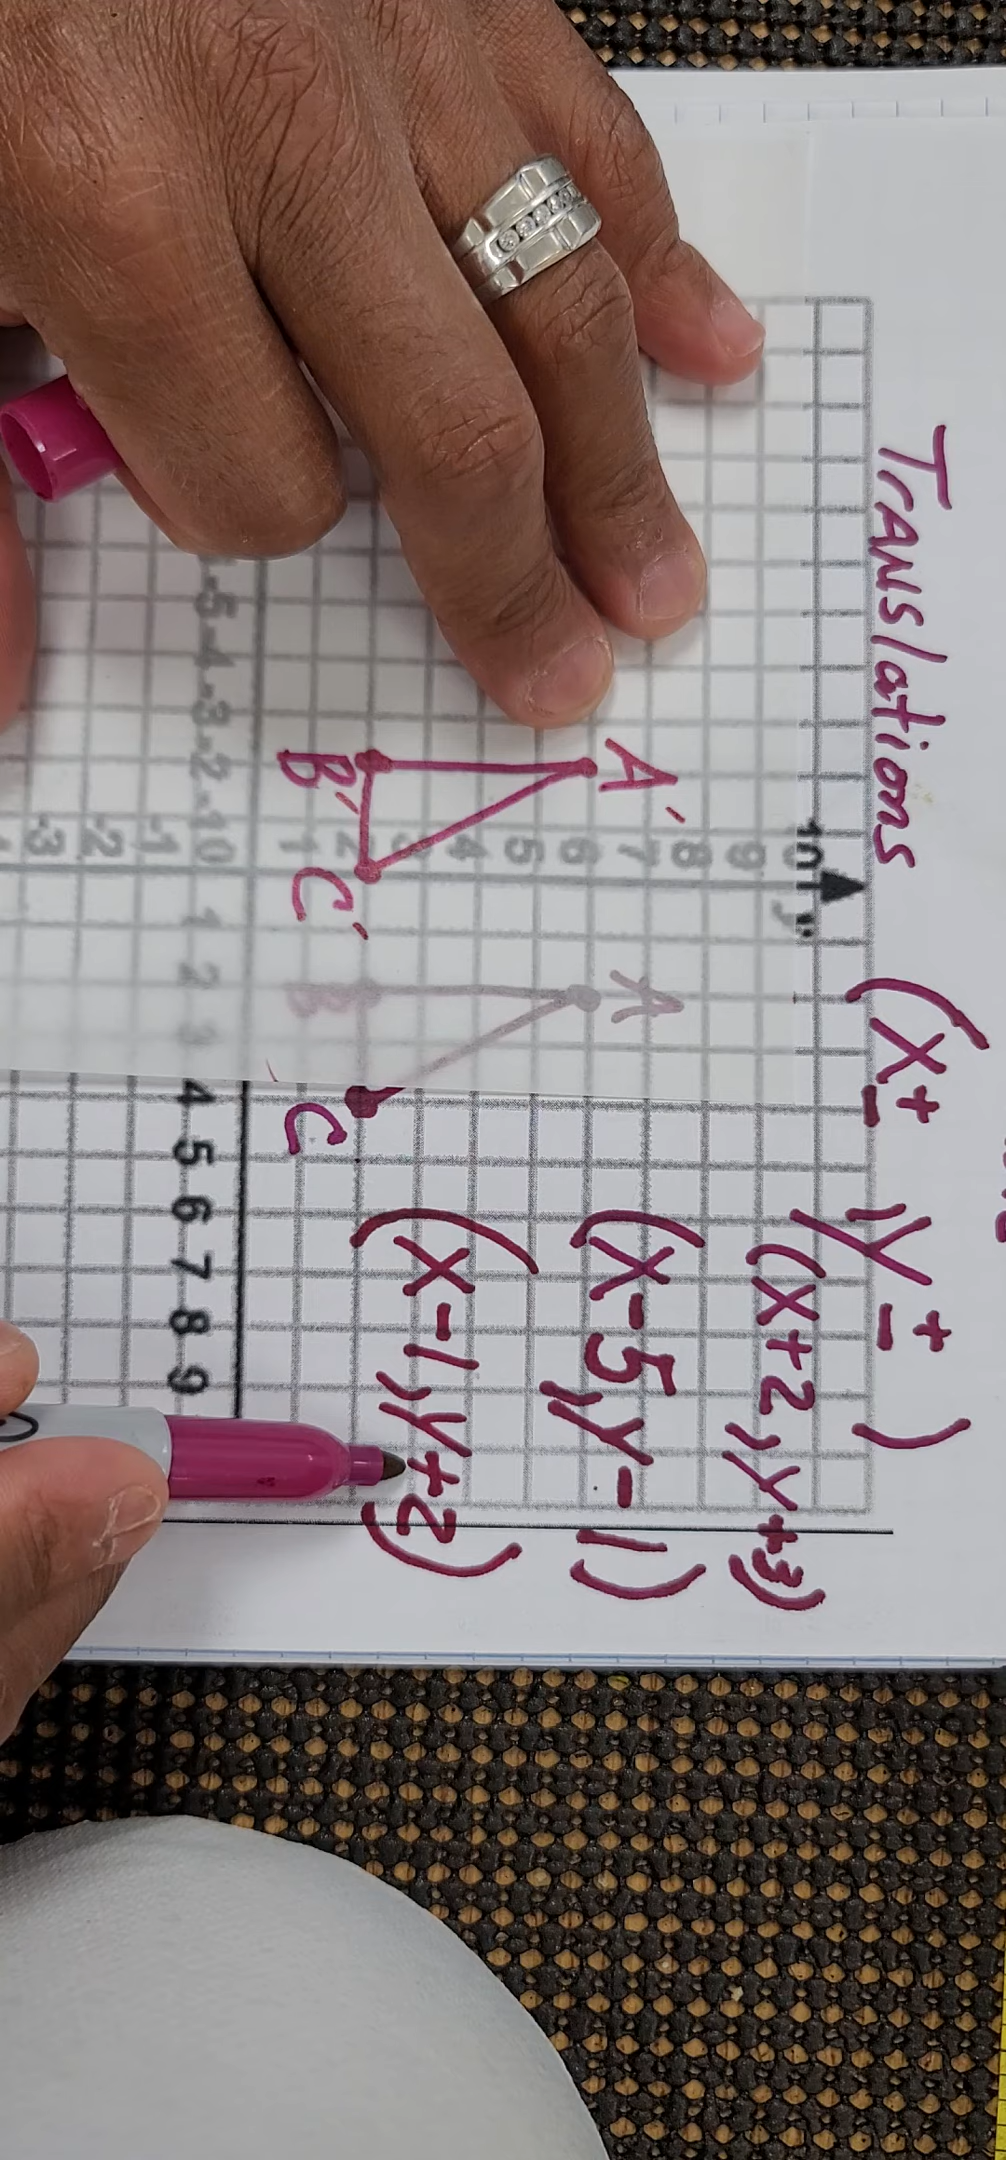 Translations
(x ± , y ± )
(x+2, y+3)
(x-5, y-1)
(x-1, y+2)
10 y
9
8
7
6
5
4
3
2
1
-5 -4 -3 -2 -1 0 1 2 3 4 5 6 7 8 9
-1
-2
-3
A' A
B' C' B C